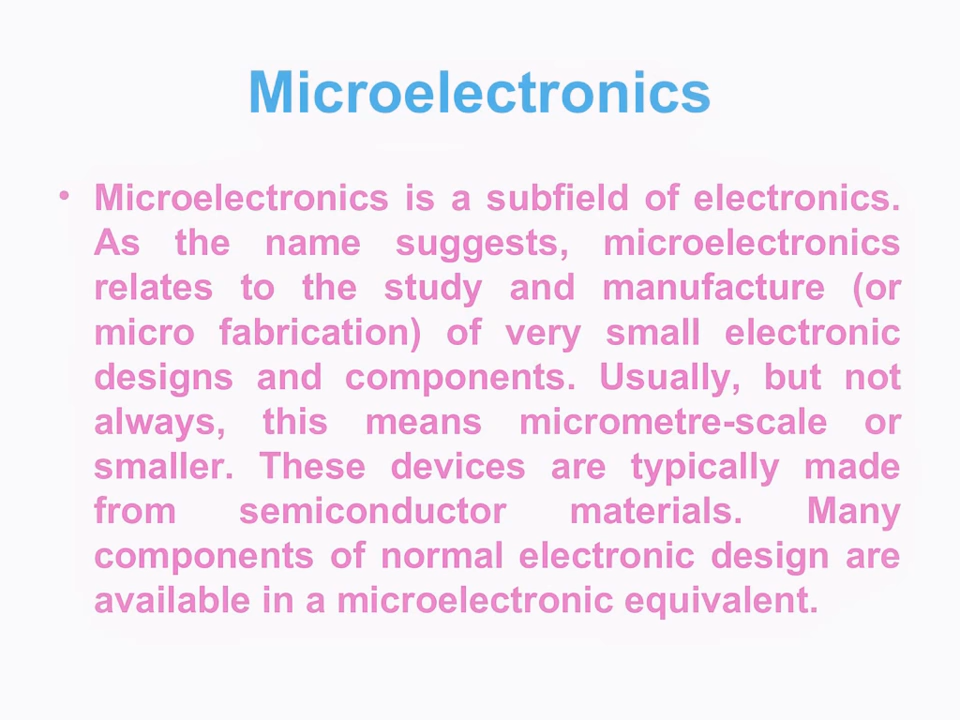 Microelectronics
• Microelectronics is a subfield of electronics.
As the name suggests, microelectronics
relates to the study and manufacture (or
micro fabrication) of very small electronic
designs and components. Usually, but not
always, this means micrometre-scale or
smaller. These devices are typically made
from semiconductor materials. Many
components of normal electronic design are
available in a microelectronic equivalent.